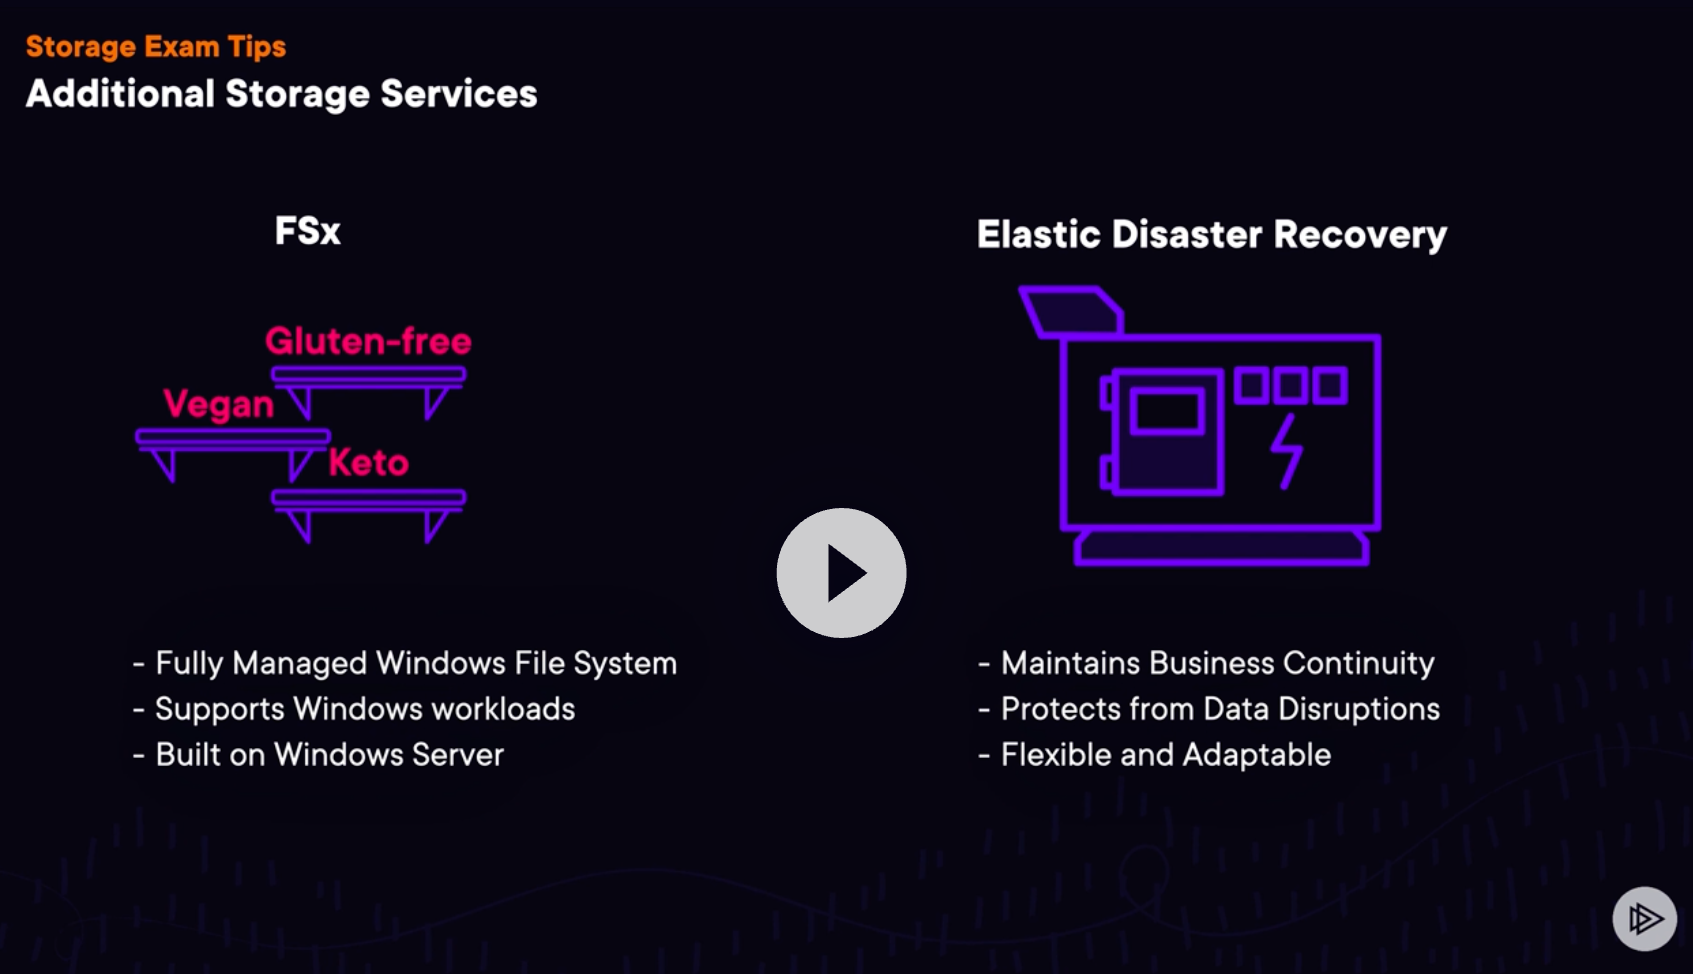 Storage Exam Tips
Additional Storage Services
FSx
Gluten-free
Vegan
Keto
- Fully Managed Windows File System
- Supports Windows workloads
- Built on Windows Server
Elastic Disaster Recovery
- Maintains Business Continuity
- Protects from Data Disruptions
- Flexible and Adaptable